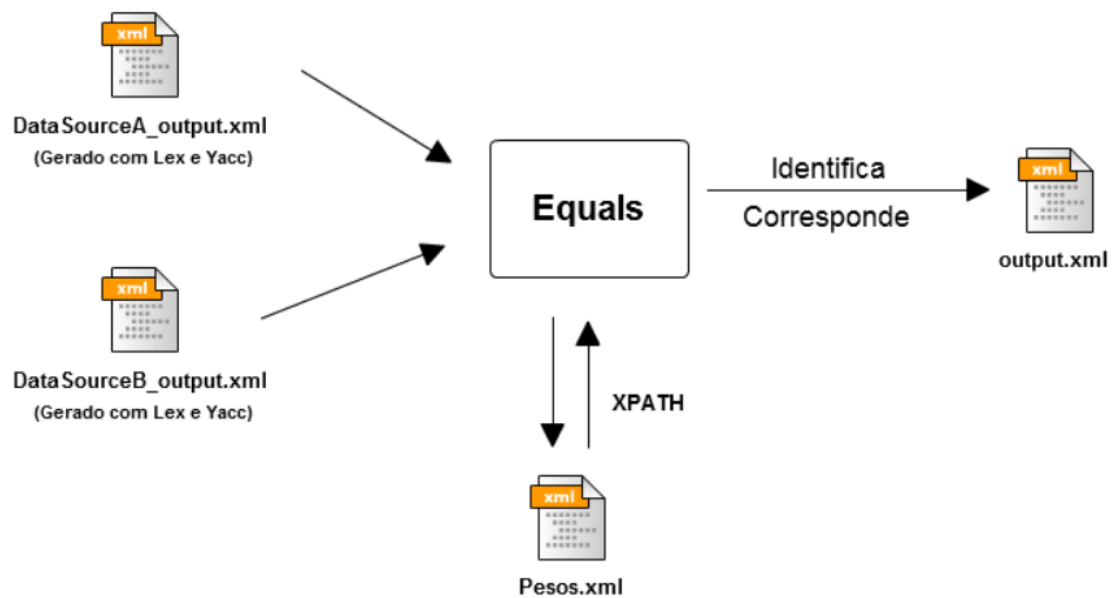 xml
DataSourceA_output.xml
(Gerado com Lex e Yacc)
Equals
Identifica
Corresponde
xml
output.xml
xml
DataSourceB_output.xml
(Gerado com Lex e Yacc)
XPATH
xml
Pesos.xml